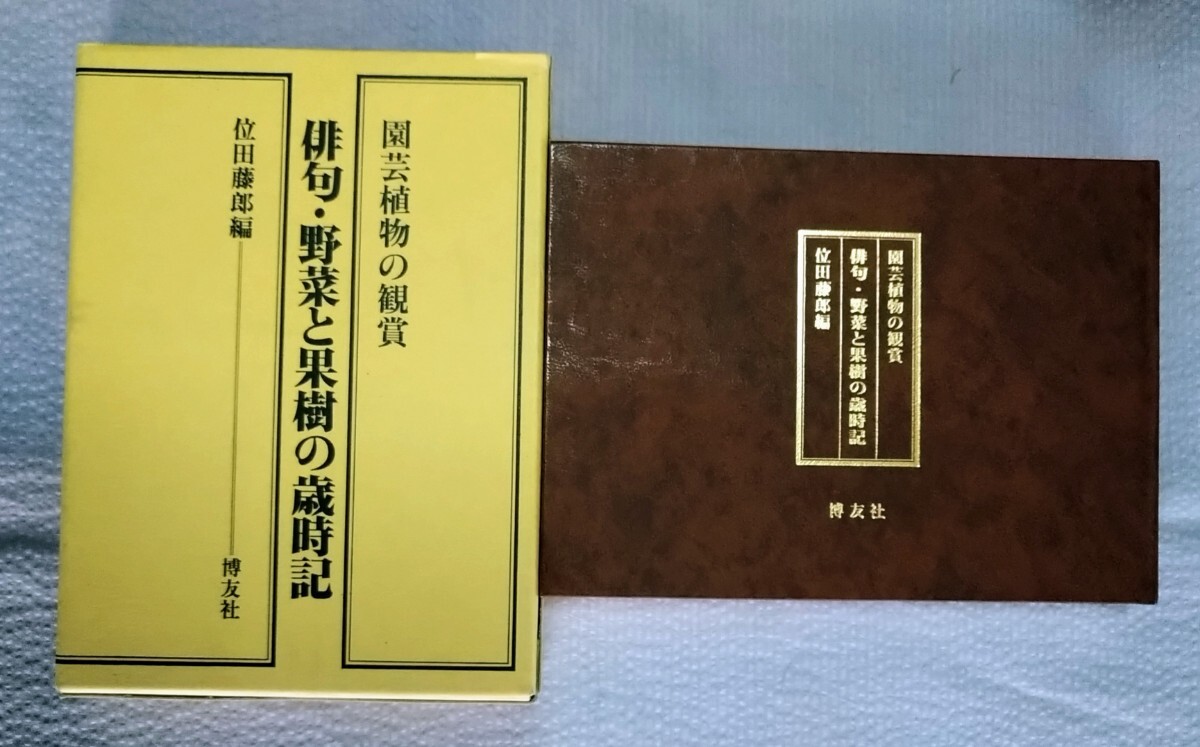 園芸植物の観賞
俳句・野菜と果樹の歳時記
位田藤郎編
博友社
園芸植物の観賞
俳句・野菜と果樹の歳時記
位田藤郎編
博友社